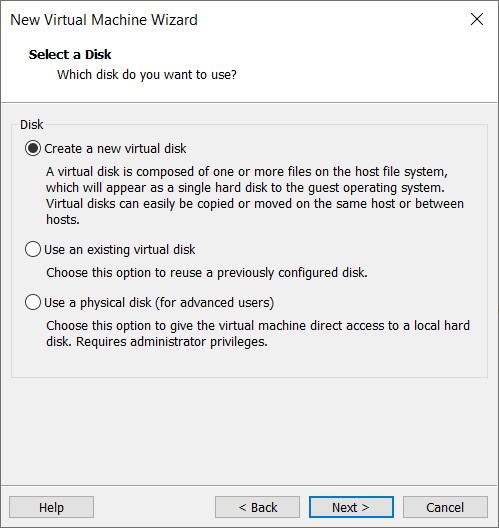 New Virtual Machine Wizard
Select a Disk
Which disk do you want to use?
Disk
Create a new virtual disk
A virtual disk is composed of one or more files on the host file system,
which will appear as a single hard disk to the guest operating system.
Virtual disks can easily be copied or moved on the same host or between
hosts.
Use an existing virtual disk
Choose this option to reuse a previously configured disk.
Use a physical disk (for advanced users)
Choose this option to give the virtual machine direct access to a local hard
disk. Requires administrator privileges.
Help
< Back
Next >
Cancel